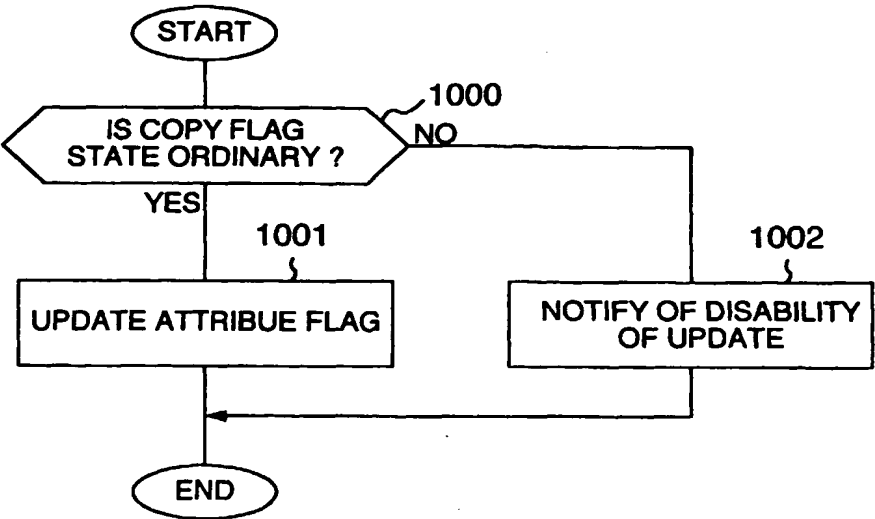 START
1000
IS COPY FLAG
STATE ORDINARY ?
NO
YES
1001
UPDATE ATTRIBUE FLAG
1002
NOTIFY OF DISABILITY
OF UPDATE
END